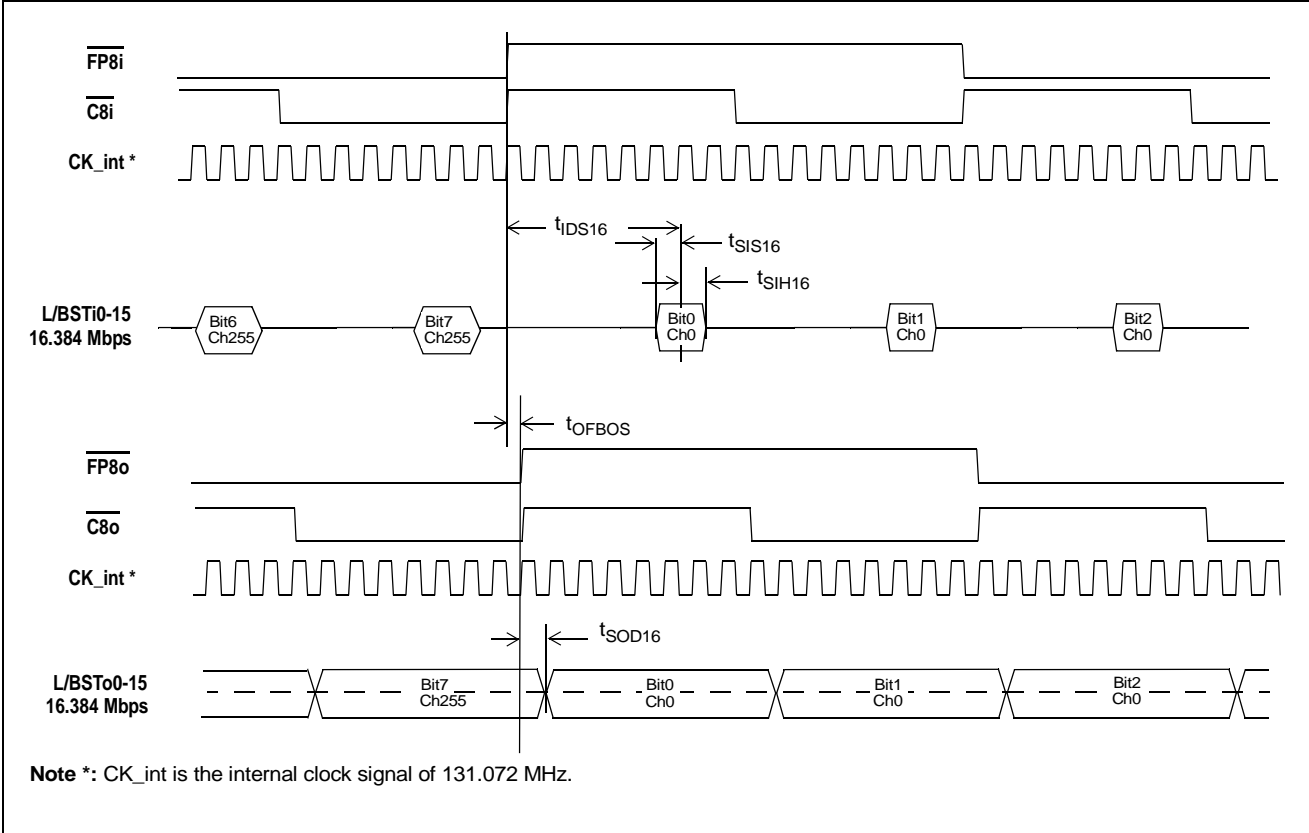 FP8i
C8i
CK_int *
tIDS16
tSIS16
tSIH16
L/BSTi0-15
16.384 Mbps
Bit6
Ch255
Bit7
Ch255
Bit0
Ch0
Bit1
Ch0
Bit2
Ch0
tOFBOS
FP8o
C8o
CK_int *
tSOD16
L/BSTo0-15
16.384 Mbps
Bit7
Ch255
Bit0
Ch0
Bit1
Ch0
Bit2
Ch0
Note *: CK_int is the internal clock signal of 131.072 MHz.